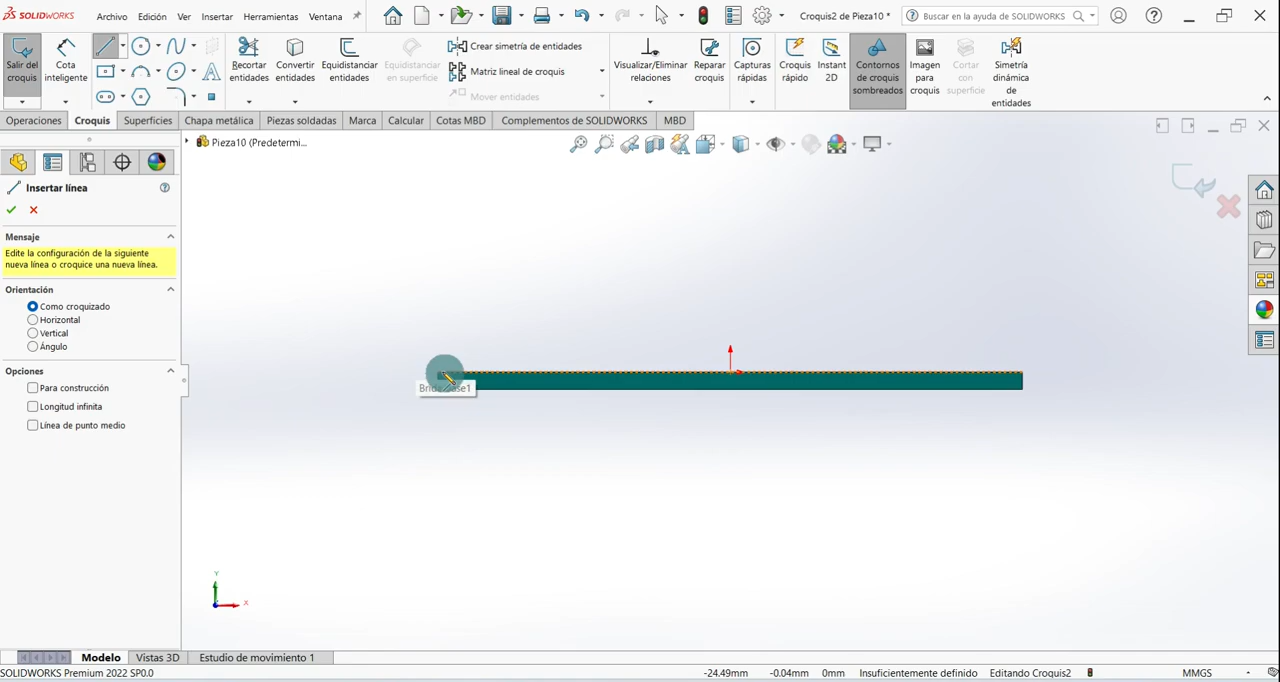 SOLIDWORKS
Archivo Edición Ver Insertar Herramientas Ventana
Croquis2 de Pieza10 *
Buscar en la ayuda de SOLIDWORKS
Salir del croquis
Cota inteligente
Recortar entidades
Convertir entidades
Equidistanciar entidades
Equidistanciar en superficie
Crear simetría de entidades
Matriz lineal de croquis
Mover entidades
Visualizar/Eliminar relaciones
Reparar croquis
Capturas rápidas
Croquis rápido
Instant 2D
Contornos de croquis sombreados
Imagen para croquis
Cortar con superficie
Simetría dinámica de entidades
Operaciones Croquis Superficies Chapa metálica Piezas soldadas Marca Calcular Cotas MBD Complementos de SOLIDWORKS MBD
Pieza10 (Predetermi...
Insertar línea
Mensaje
Edite la configuración de la siguiente
nueva línea o croquice una nueva línea.
Orientación
Como croquizado
Horizontal
Vertical
Ángulo
Opciones
Para construcción
Longitud infinita
Línea de punto medio
Y
X
Modelo Vistas 3D Estudio de movimiento 1
SOLIDWORKS Premium 2022 SP0.0
-24.49mm -0.04mm 0mm Insuficientemente definido Editando Croquis2 MMGS